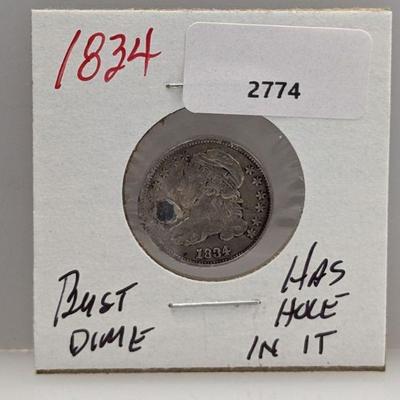 1834
2774
1834
BUST
DIME
HAS
HOLE
IN IT